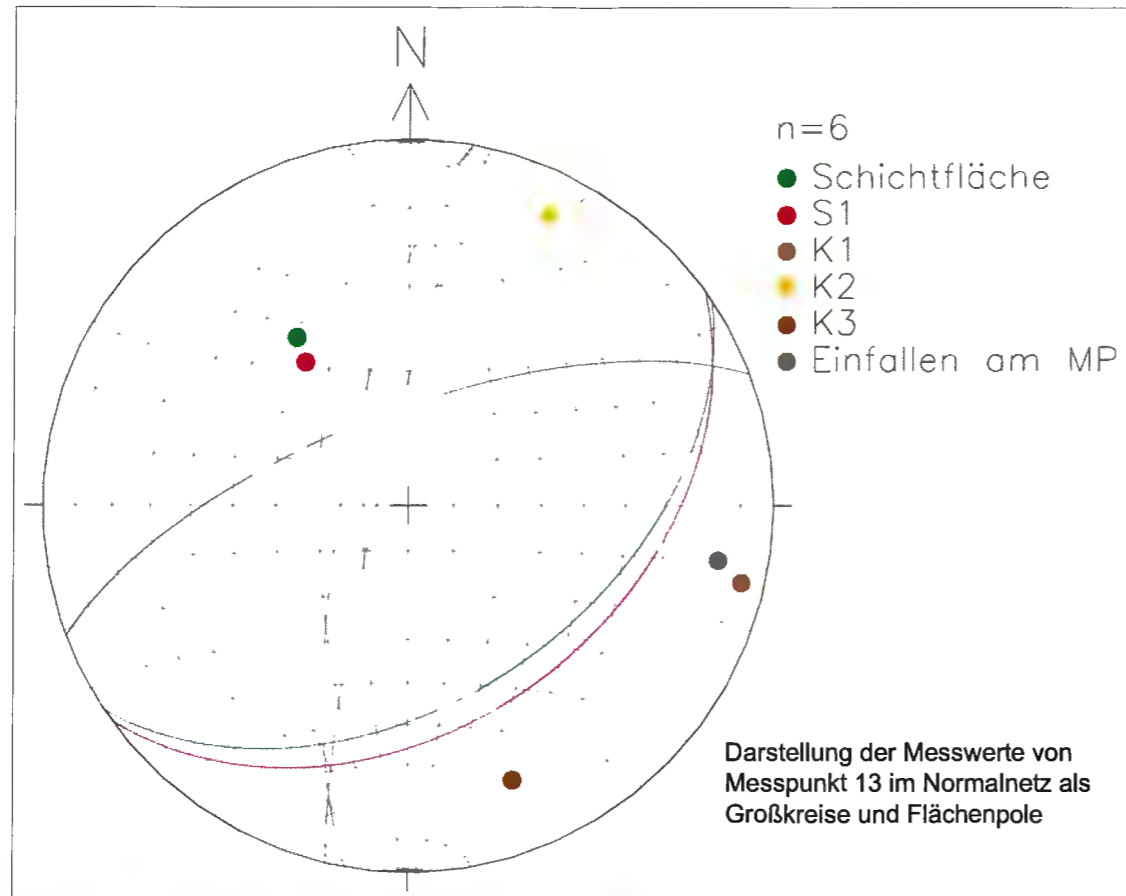 N
n=6
Schichtfläche
S1
K1
K2
K3
Einfallen am MP
Darstellung der Messwerte von
Messpunkt 13 im Normalnetz als
Großkreise und Flächenpole